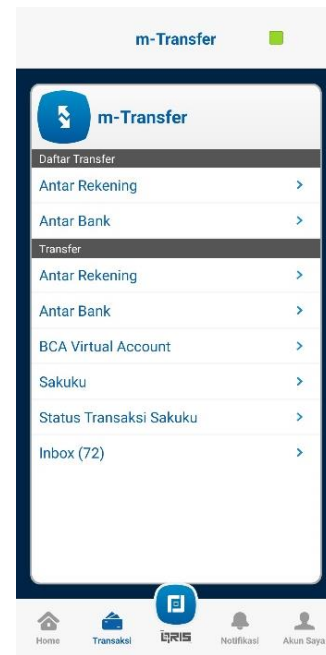 m-Transfer
m-Transfer
Daftar Transfer
Antar Rekening
Antar Bank
Transfer
Antar Rekening
Antar Bank
BCA Virtual Account
Sakuku
Status Transaksi Sakuku
Inbox (72)
Home Transaksi QRIS Notifikasi Akun Saya